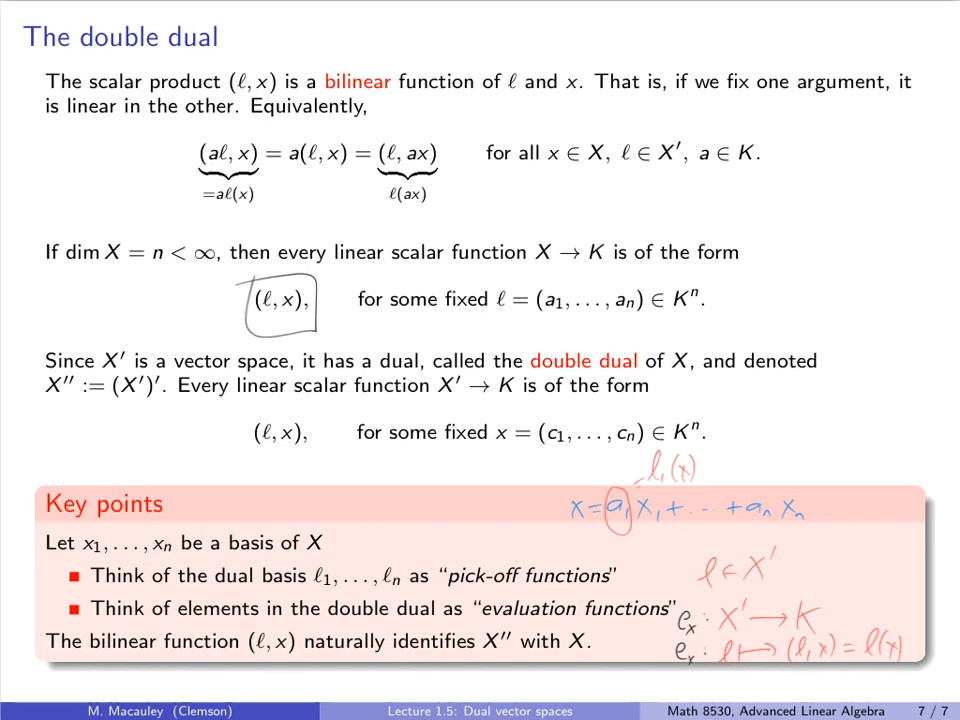 The double dual
The scalar product (ℓ, x) is a bilinear function of ℓ and x. That is, if we fix one argument, it
is linear in the other. Equivalently,
(aℓ, x) = a(ℓ, x) = (ℓ, ax) for all x ∈ X, ℓ ∈ X′, a ∈ K.
=aℓ(x) ℓ(ax)
If dim X = n < ∞, then every linear scalar function X → K is of the form
(ℓ, x), for some fixed ℓ = (a₁, . . . , aₙ) ∈ Kⁿ.
Since X′ is a vector space, it has a dual, called the double dual of X, and denoted
X″ := (X′)′. Every linear scalar function X′ → K is of the form
(ℓ, x), for some fixed x = (c₁, . . . , cₙ) ∈ Kⁿ.
ℓ₁(x)
Key points x = a₁x₁ + ... + aₙxₙ
Let x₁, . . . , xₙ be a basis of X
Think of the dual basis ℓ₁, . . . , ℓₙ as “pick-off functions” ℓ ∈ X′
Think of elements in the double dual as “evaluation functions” eₓ : X′ ⟶ K
The bilinear function (ℓ, x) naturally identifies X″ with X. eₓ : ℓ ⟼ (ℓ, x) = ℓ(x)
M. Macauley (Clemson) Lecture 1.5: Dual vector spaces Math 8530, Advanced Linear Algebra 7 / 7